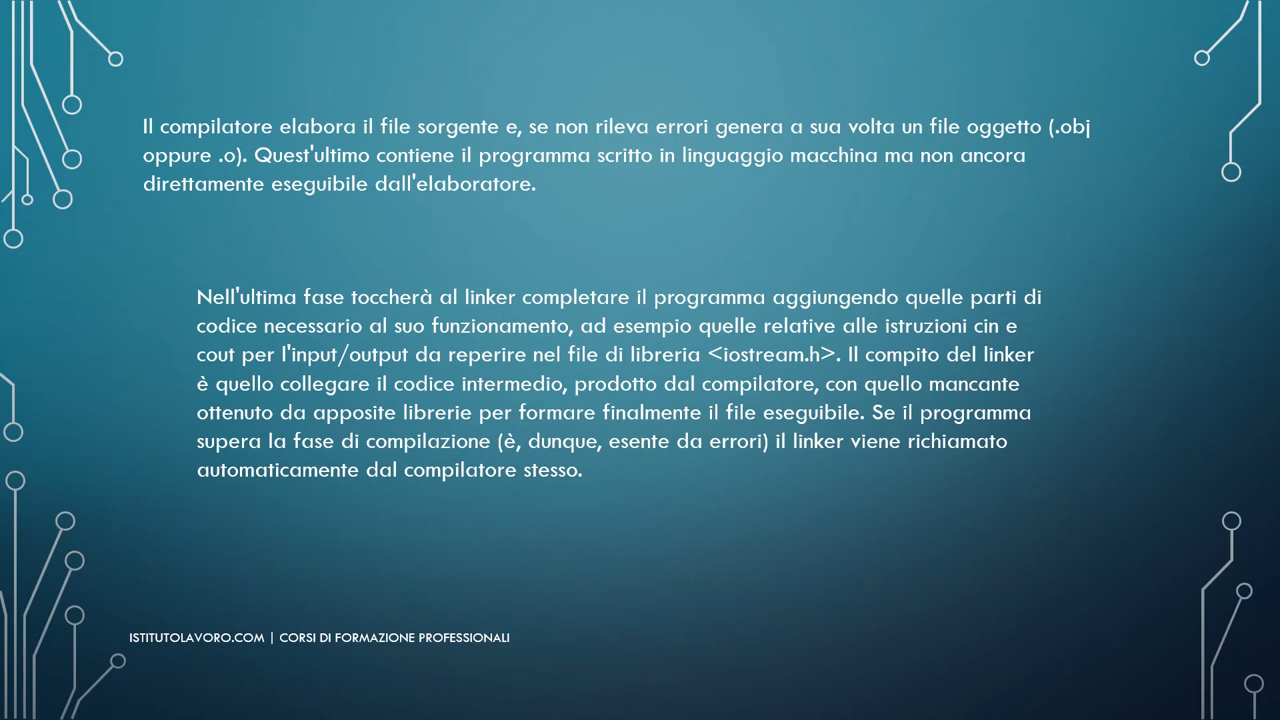 Il compilatore elabora il file sorgente e, se non rileva errori genera a sua volta un file oggetto (.obj
oppure .o). Quest'ultimo contiene il programma scritto in linguaggio macchina ma non ancora
direttamente eseguibile dall'elaboratore.
Nell'ultima fase toccherà al linker completare il programma aggiungendo quelle parti di
codice necessario al suo funzionamento, ad esempio quelle relative alle istruzioni cin e
cout per l'input/output da reperire nel file di libreria <iostream.h>. Il compito del linker
è quello collegare il codice intermedio, prodotto dal compilatore, con quello mancante
ottenuto da apposite librerie per formare finalmente il file eseguibile. Se il programma
supera la fase di compilazione (è, dunque, esente da errori) il linker viene richiamato
automaticamente dal compilatore stesso.
ISTITUTOLAVORO.COM | CORSI DI FORMAZIONE PROFESSIONALI